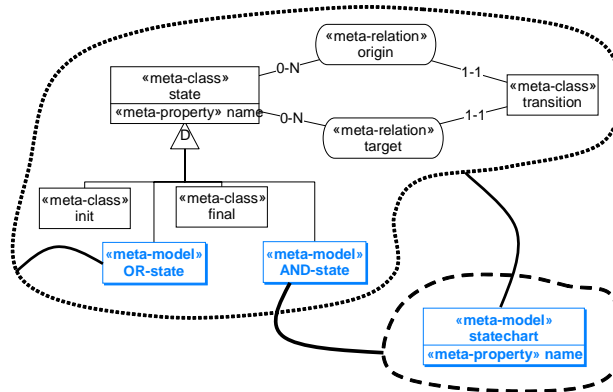 «meta-relation»
origin
0-N
1-1
«meta-class»
state
«meta-property» name
«meta-class»
transition
0-N
1-1
«meta-relation»
target
D
«meta-class»
init
«meta-class»
final
«meta-model»
OR-state
«meta-model»
AND-state
«meta-model»
statechart
«meta-property» name